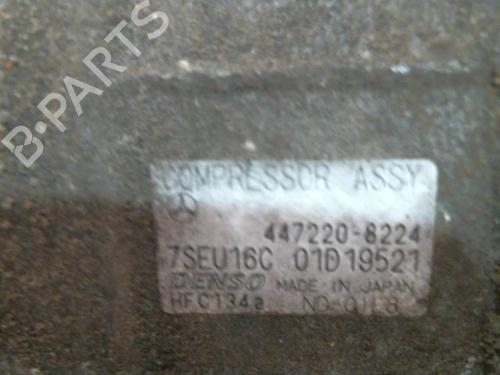 B-PARTS
COMPRESSOR ASSY
447220-8224
7SEU16C 01D19521
DENSO MADE IN JAPAN
HFC134a ND-OIL8